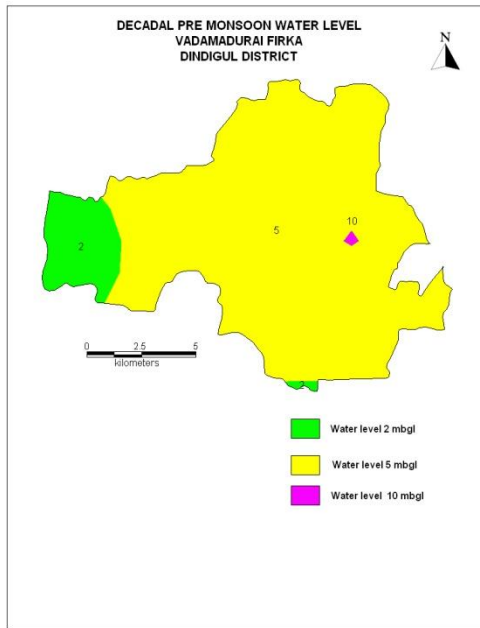 DECADAL PRE MONSOON WATER LEVEL
VADAMADURAI FIRKA
DINDIGUL DISTRICT
N
10
5
2
0 2.5 5
kilometers
2
Water level 2 mbgl
Water level 5 mbgl
Water level 10 mbgl